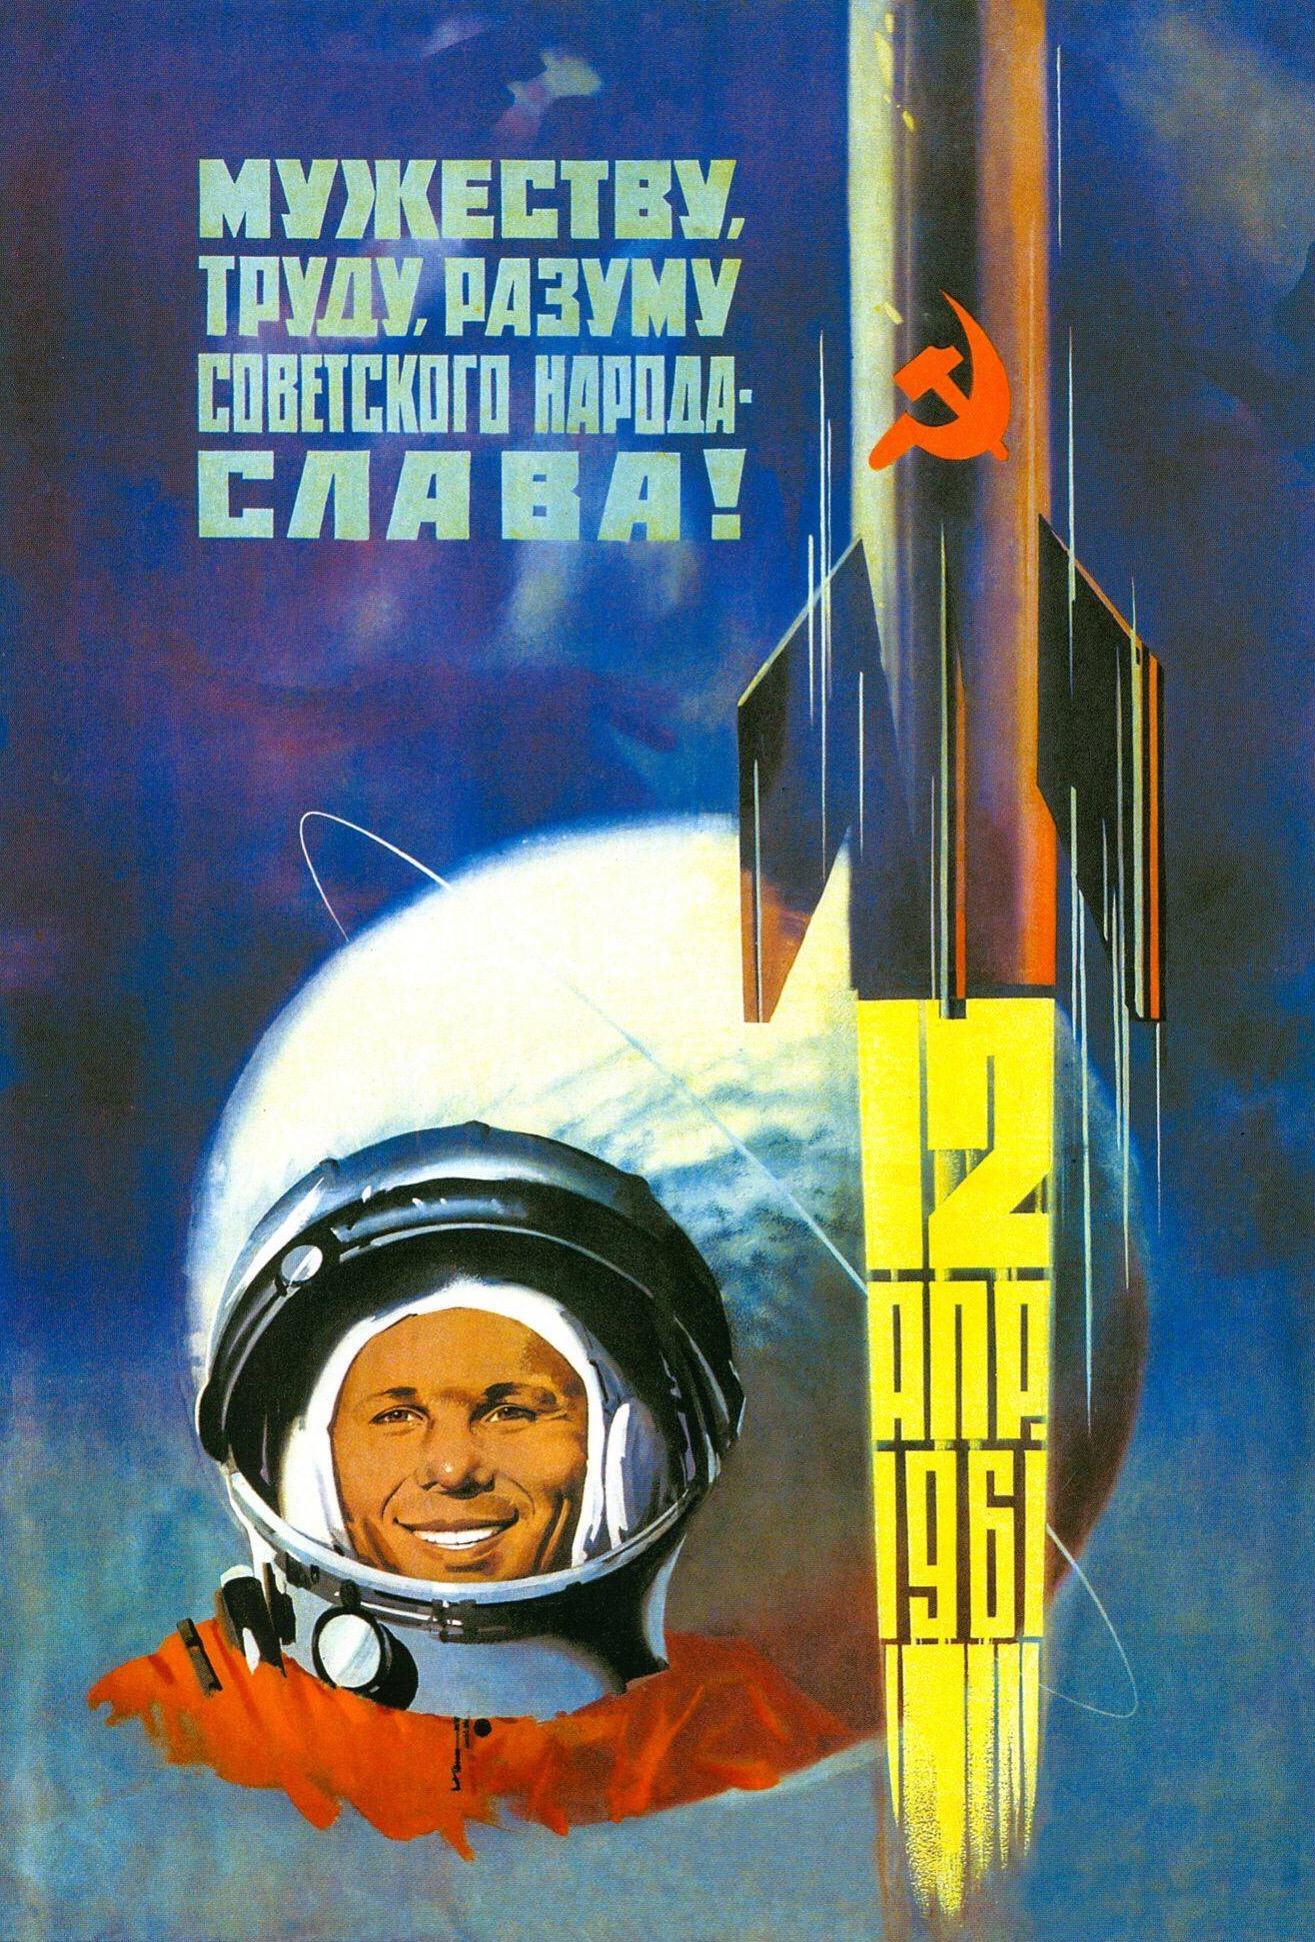 МУЖЕСТВУ,
ТРУДУ, РАЗУМУ
СОВЕТСКОГО НАРОДА-
СЛАВА!
12
АПР
1961